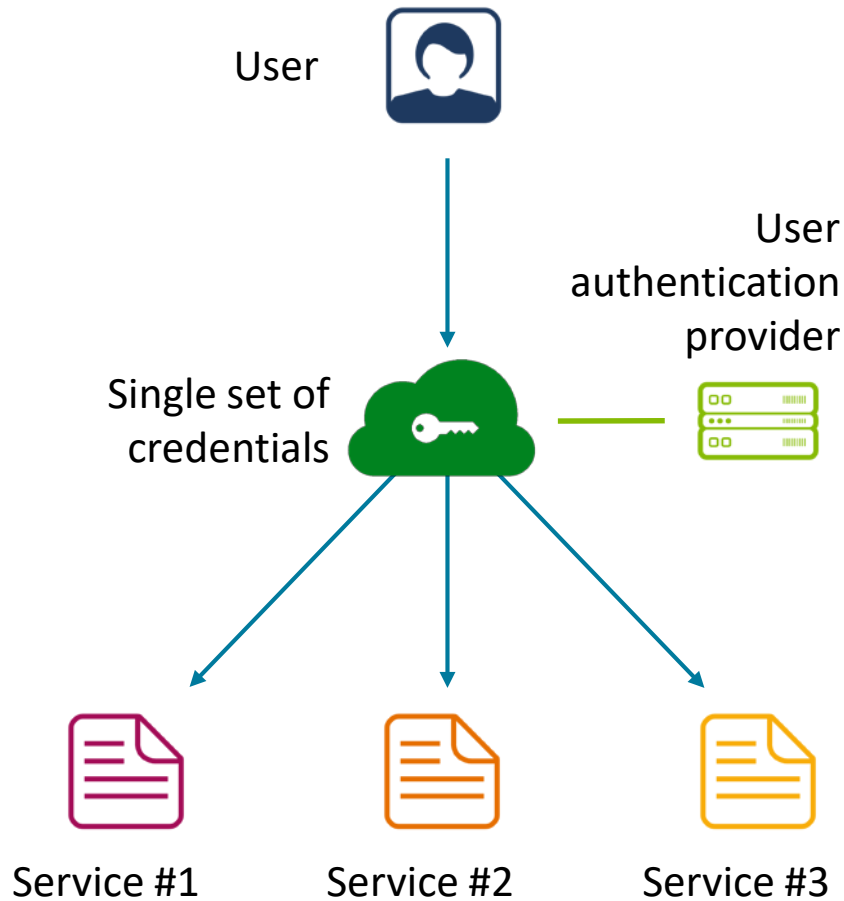 User
User
authentication
provider
Single set of
credentials
Service #1
Service #2
Service #3